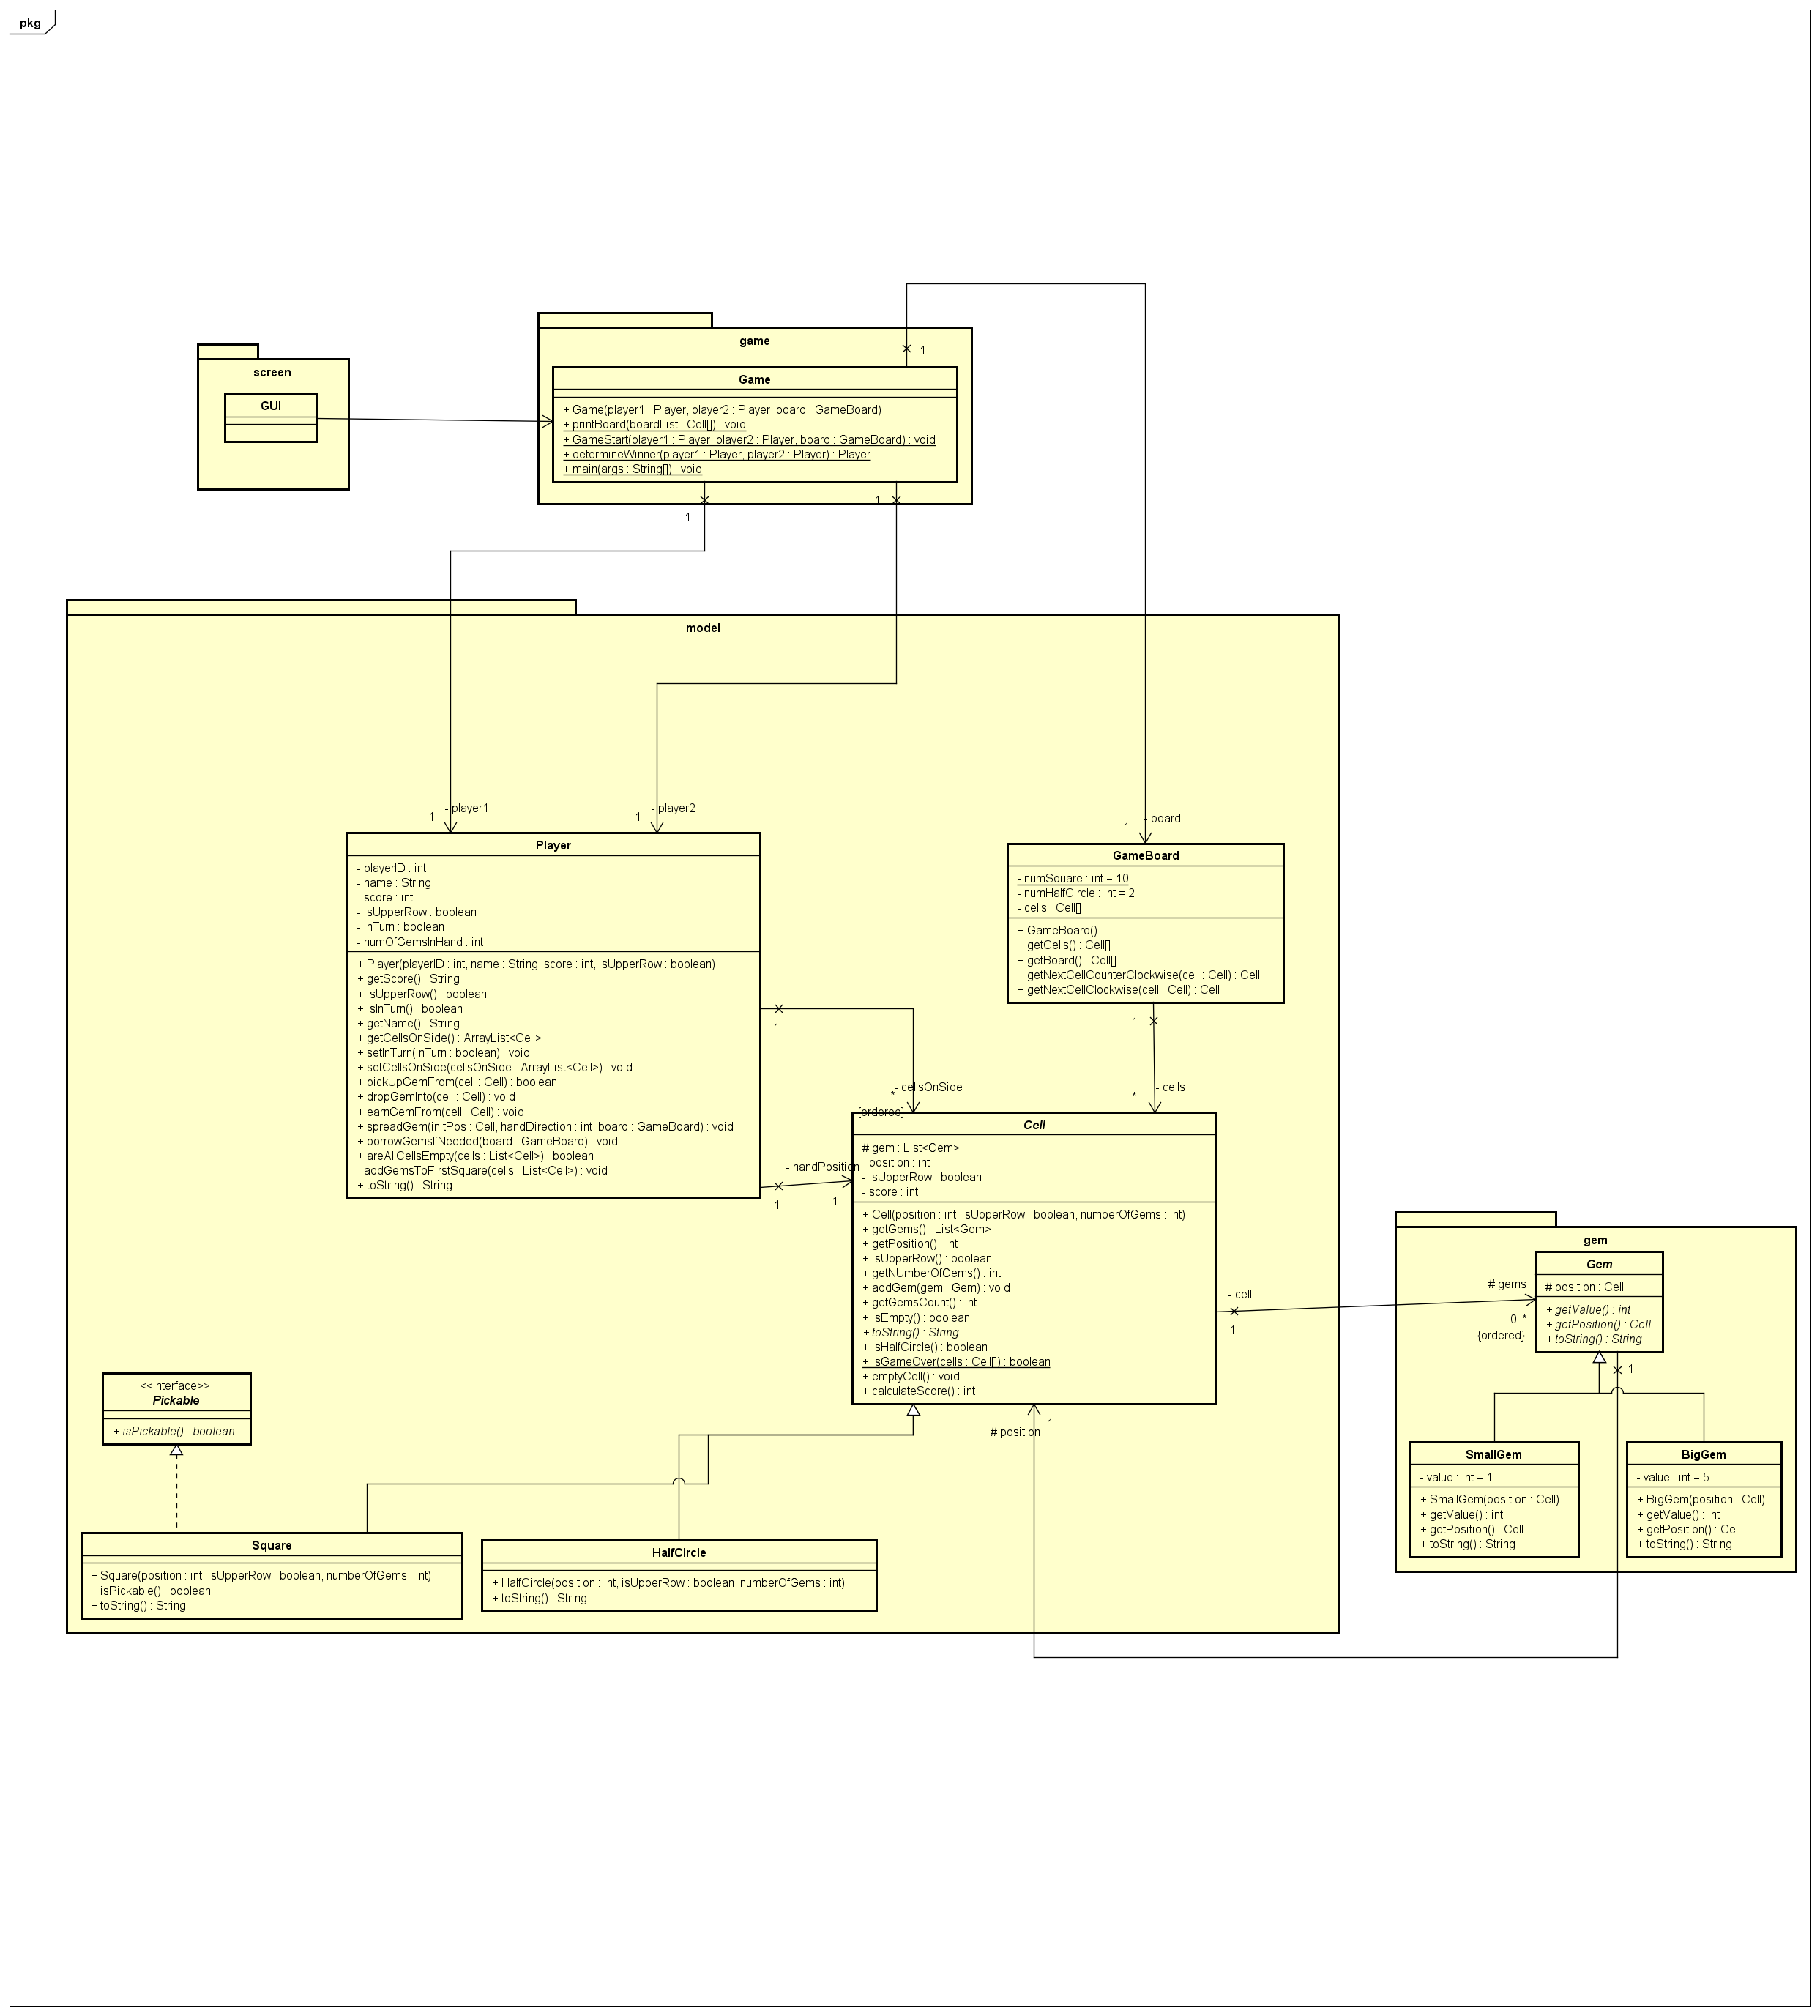 pkg
game
screen
GUI
Game
+ Game(player1 : Player, player2 : Player, board : GameBoard)
+ printBoard(boardList : Cell[]) : void
+ GameStart(player1 : Player, player2 : Player, board : GameBoard) : void
+ determineWinner(player1 : Player, player2 : Player) : Player
+ main(args : String[]) : void
1
1
1
model
- player1
1
- player2
1
- board
1
Player
- playerID : int
- name : String
- score : int
- isUpperRow : boolean
- inTurn : boolean
- numOfGemsInHand : int
+ Player(playerID : int, name : String, score : int, isUpperRow : boolean)
+ getScore() : String
+ isUpperRow() : boolean
+ isInTurn() : boolean
+ getName() : String
+ getCellsOnSide() : ArrayList<Cell>
+ setInTurn(inTurn : boolean) : void
+ setCellsOnSide(cellsOnSide : ArrayList<Cell>) : void
+ pickUpGemFrom(cell : Cell) : boolean
+ dropGemInto(cell : Cell) : void
+ earnGemFrom(cell : Cell) : void
+ spreadGem(initPos : Cell, handDirection : int, board : GameBoard) : void
+ borrowGemsIfNeeded(board : GameBoard) : void
+ areAllCellsEmpty(cells : List<Cell>) : boolean
- addGemsToFirstSquare(cells : List<Cell>) : void
+ toString() : String
GameBoard
- numSquare : int = 10
- numHalfCircle : int = 2
- cells : Cell[]
+ GameBoard()
+ getCells() : Cell[]
+ getBoard() : Cell[]
+ getNextCellCounterClockwise(cell : Cell) : Cell
+ getNextCellClockwise(cell : Cell) : Cell
1
1
- cellsOnSide
*
{ordered}
- cells
*
- handPosition
1
1
Cell
# gem : List<Gem>
- position : int
- isUpperRow : boolean
- score : int
+ Cell(position : int, isUpperRow : boolean, numberOfGems : int)
+ getGems() : List<Gem>
+ getPosition() : int
+ isUpperRow() : boolean
+ getNUmberOfGems() : int
+ addGem(gem : Gem) : void
+ getGemsCount() : int
+ isEmpty() : boolean
+ toString() : String
+ isHalfCircle() : boolean
+ isGameOver(cells : Cell[]) : boolean
+ emptyCell() : void
+ calculateScore() : int
- cell
1
# gems
0..*
{ordered}
gem
Gem
# position : Cell
+ getValue() : int
+ getPosition() : Cell
+ toString() : String
1
# position
1
<<interface>>
Pickable
+ isPickable() : boolean
SmallGem
- value : int = 1
+ SmallGem(position : Cell)
+ getValue() : int
+ getPosition() : Cell
+ toString() : String
BigGem
- value : int = 5
+ BigGem(position : Cell)
+ getValue() : int
+ getPosition() : Cell
+ toString() : String
Square
+ Square(position : int, isUpperRow : boolean, numberOfGems : int)
+ isPickable() : boolean
+ toString() : String
HalfCircle
+ HalfCircle(position : int, isUpperRow : boolean, numberOfGems : int)
+ toString() : String